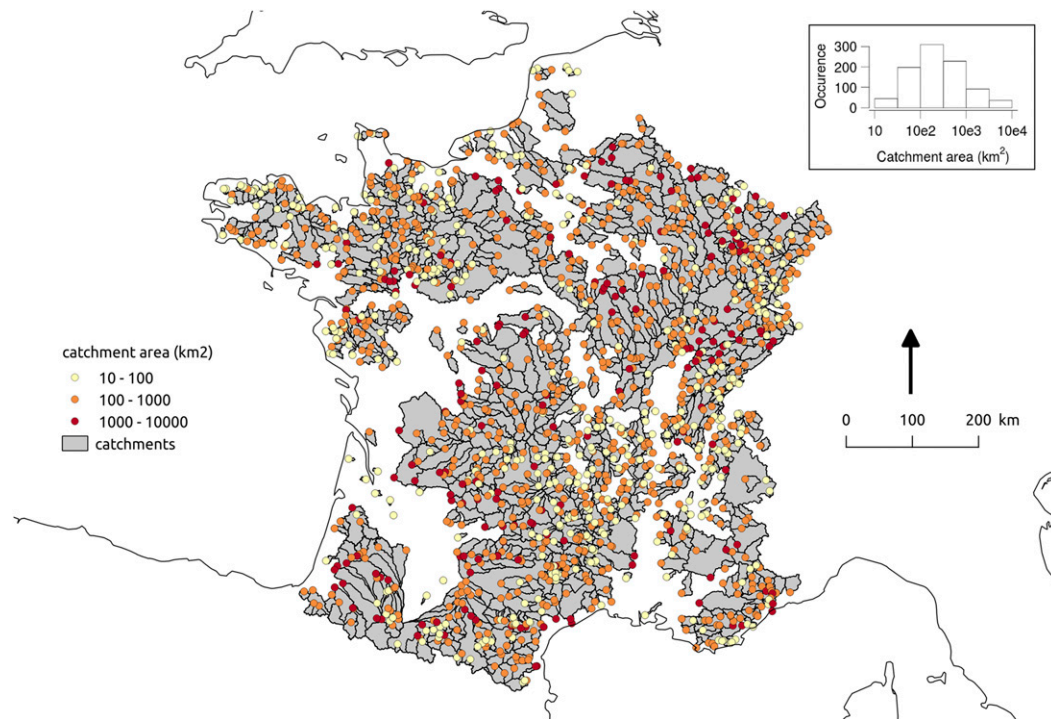 300
200
100
0
Occurence
10
10e2
10e3
10e4
Catchment area (km²)
catchment area (km2)
10 - 100
100 - 1000
1000 - 10000
catchments
0 100 200 km